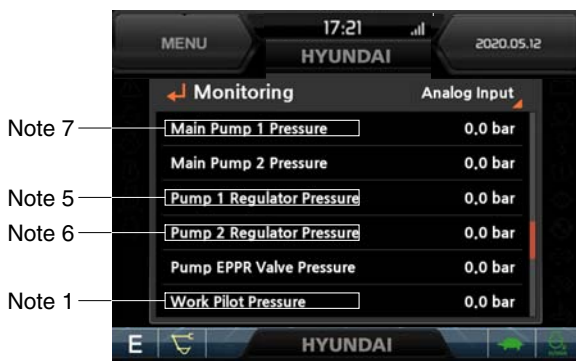 MENU
17:21
2020.05.12
HYUNDAI
Monitoring
Analog Input
Note 7
Main Pump 1 Pressure
0.0 bar
Main Pump 2 Pressure
0.0 bar
Note 5
Pump 1 Regulator Pressure
0.0 bar
Note 6
Pump 2 Regulator Pressure
0.0 bar
Pump EPPR Valve Pressure
0.0 bar
Note 1
Work Pilot Pressure
0.0 bar
E
HYUNDAI